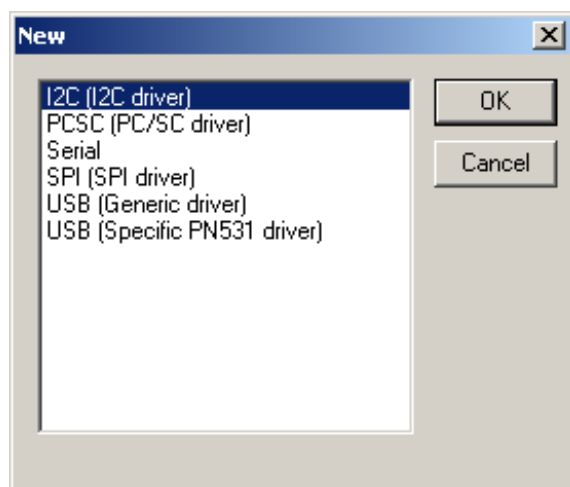 New
I2C (I2C driver)
PCSC (PC/SC driver)
Serial
SPI (SPI driver)
USB (Generic driver)
USB (Specific PN531 driver)
OK
Cancel